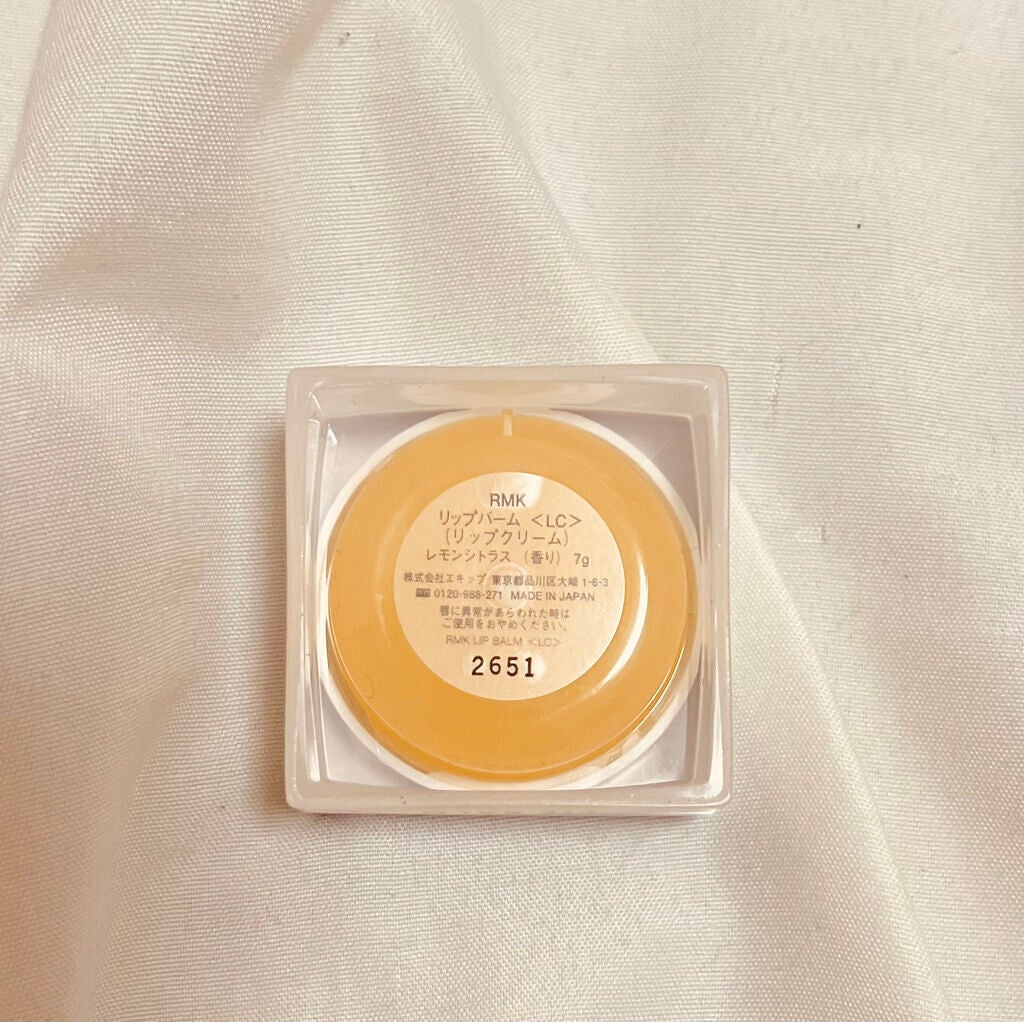 RMK
リップバーム <LC>
(リップクリーム)
レモンシトラス (香り) 7g
株式会社エキップ 東京都品川区大崎 1-6-3
0120-988-271 MADE IN JAPAN
唇に異常があらわれた時は
ご使用をおやめください。
RMK LIP BALM <LC>
2651